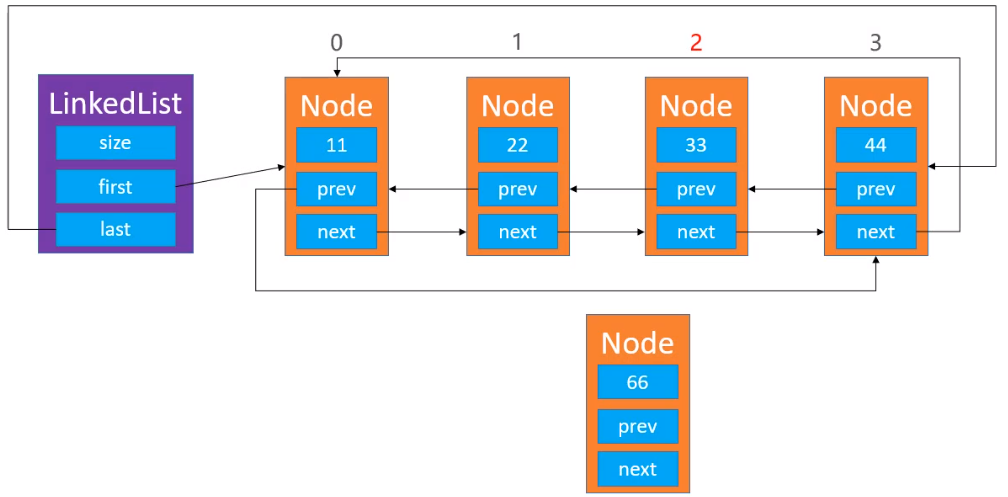 0 1 2 3
LinkedList
size
first
last
Node
11
prev
next
Node
22
prev
next
Node
33
prev
next
Node
44
prev
next
Node
66
prev
next